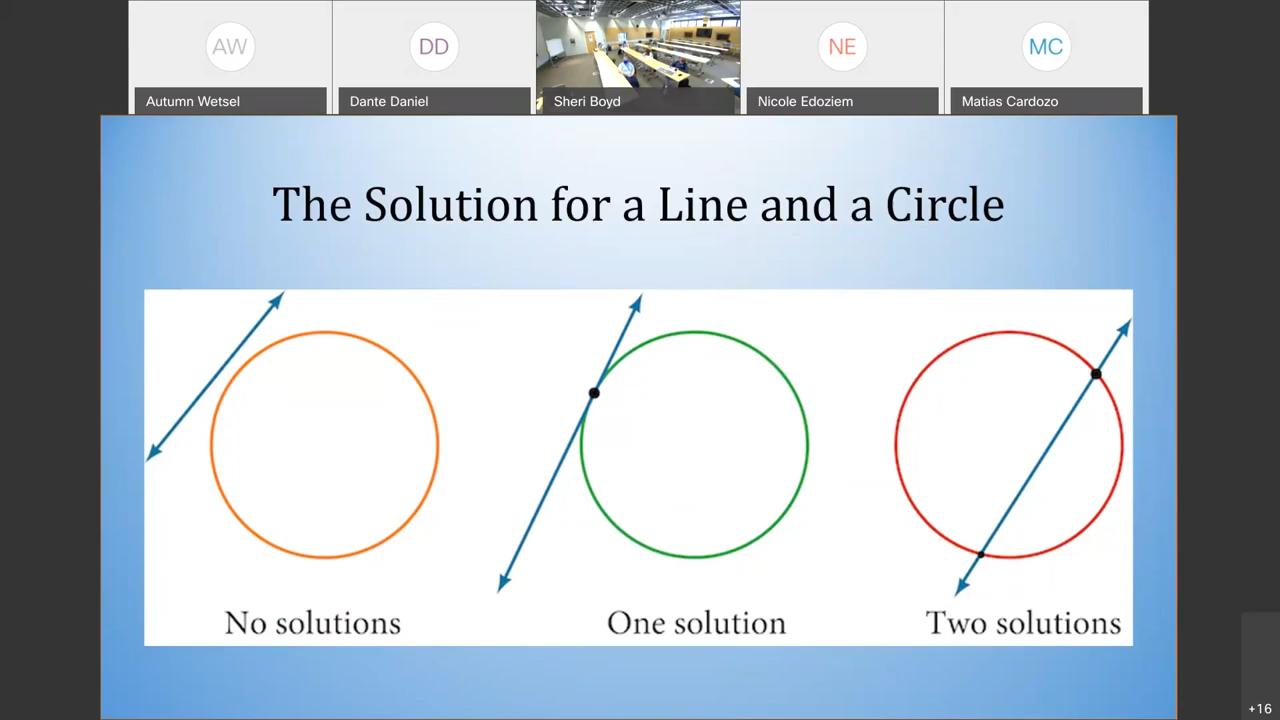 AW
DD
NE
MC
Autumn Wetsel
Dante Daniel
Sheri Boyd
Nicole Edoziem
Matias Cardozo
The Solution for a Line and a Circle
No solutions
One solution
Two solutions
+16